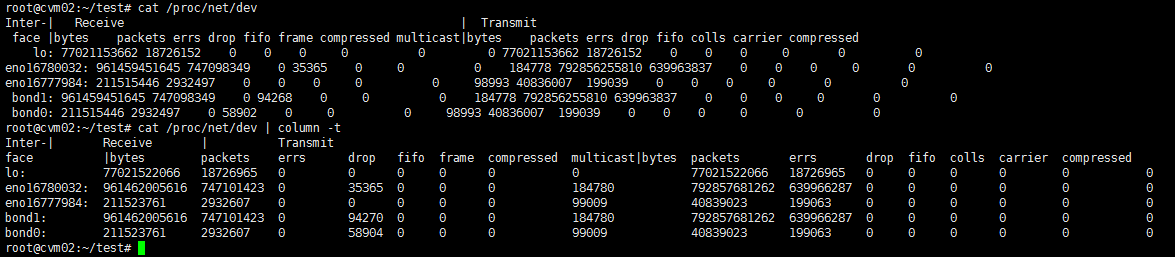 root@cvm02:~/test# cat /proc/net/dev
Inter-|   Receive                                                |  Transmit
 face |bytes    packets errs drop fifo frame compressed multicast|bytes    packets errs drop fifo colls carrier compressed
    lo: 77021153662 18726152    0    0    0     0          0         0 77021153662 18726152    0    0    0     0       0          0
eno16780032: 961459451645 747098349    0 35365    0     0          0    184778 792856255810 639963837    0    0    0     0       0          0
eno16777984: 211515446 2932497    0    0    0     0          0     98993 40836007  199039    0    0    0     0       0          0
 bond1: 961459451645 747098349    0 94268    0     0          0    184778 792856255810 639963837    0    0    0     0       0          0
 bond0: 211515446 2932497    0 58902    0     0          0     98993 40836007  199039    0    0    0     0       0          0
root@cvm02:~/test# cat /proc/net/dev | column -t
Inter-|       Receive       |          Transmit
face          |bytes        packets    errs      drop   fifo  frame  compressed  multicast|bytes  packets       errs       drop  fifo  colls  carrier  compressed
lo:           77021522066   18726965   0         0      0     0      0           0                77021522066   18726965   0     0     0      0        0           0
eno16780032:  961462005616  747101423  0         35365  0     0      0           184780           792857681262  639966287  0     0     0      0        0           0
eno16777984:  211523761     2932607    0         0      0     0      0           99009            40839023      199063     0     0     0      0        0           0
bond1:        961462005616  747101423  0         94270  0     0      0           184780           792857681262  639966287  0     0     0      0        0           0
bond0:        211523761     2932607    0         58904  0     0      0           99009            40839023      199063     0     0     0      0        0           0
root@cvm02:~/test#